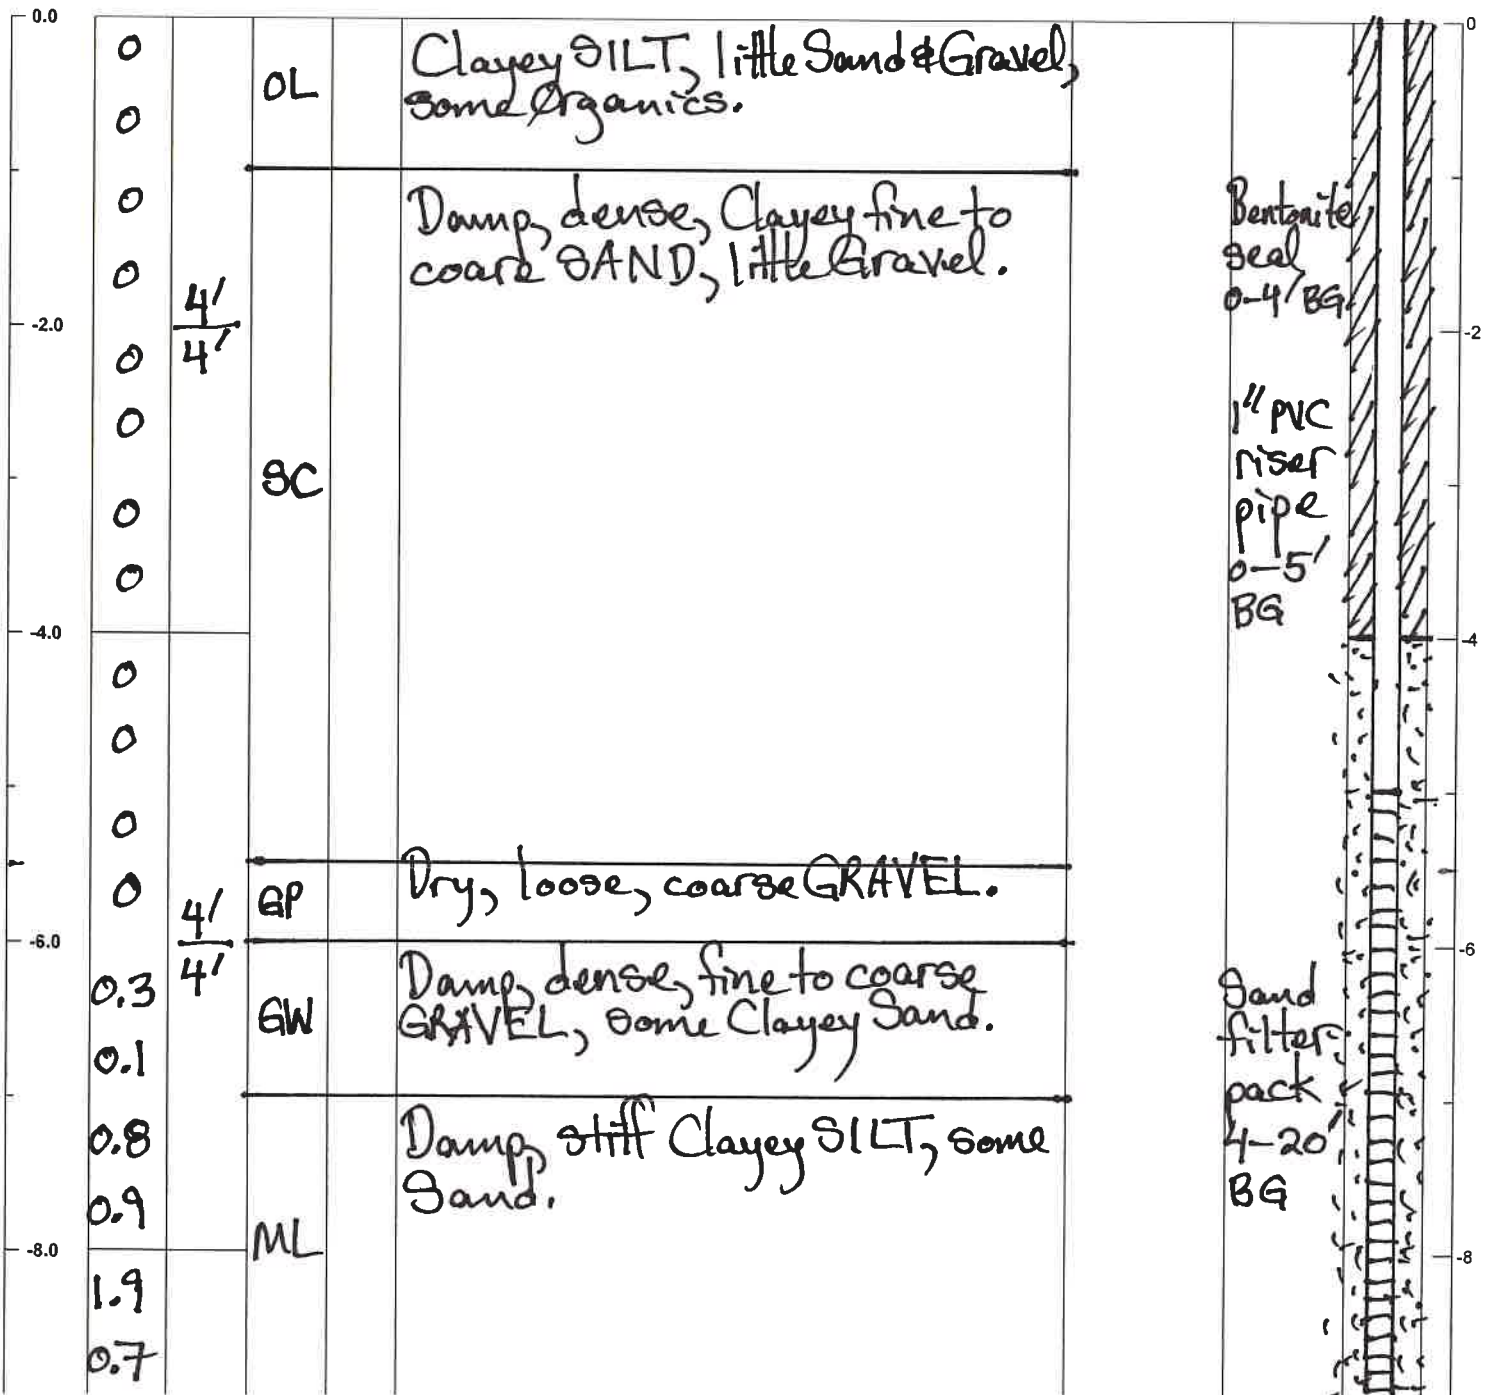 0.0
0
Clayey SILT, little Sand & Gravel,
some Organics.
OL
0
0
Damp, dense, Clayey fine to
coarse SAND, little Gravel.
0
Bentonite
seal
0-4' BG
0
4'
4'
-2.0
-2
0
0
1" PVC
riser
pipe
0-5'
BG
SC
0
0
0
-4.0
-4
0
0
0
0
Dry, loose, coarse GRAVEL.
GP
4'
4'
-6.0
-6
0.3
Damp, dense, fine to coarse
GRAVEL, some Clayey Sand.
GW
0.1
Sand
filter
pack
4-20'
BG
0.8
Damp, stiff Clayey SILT, some
Sand.
0.9
ML
-8.0
-8
1.9
0.7